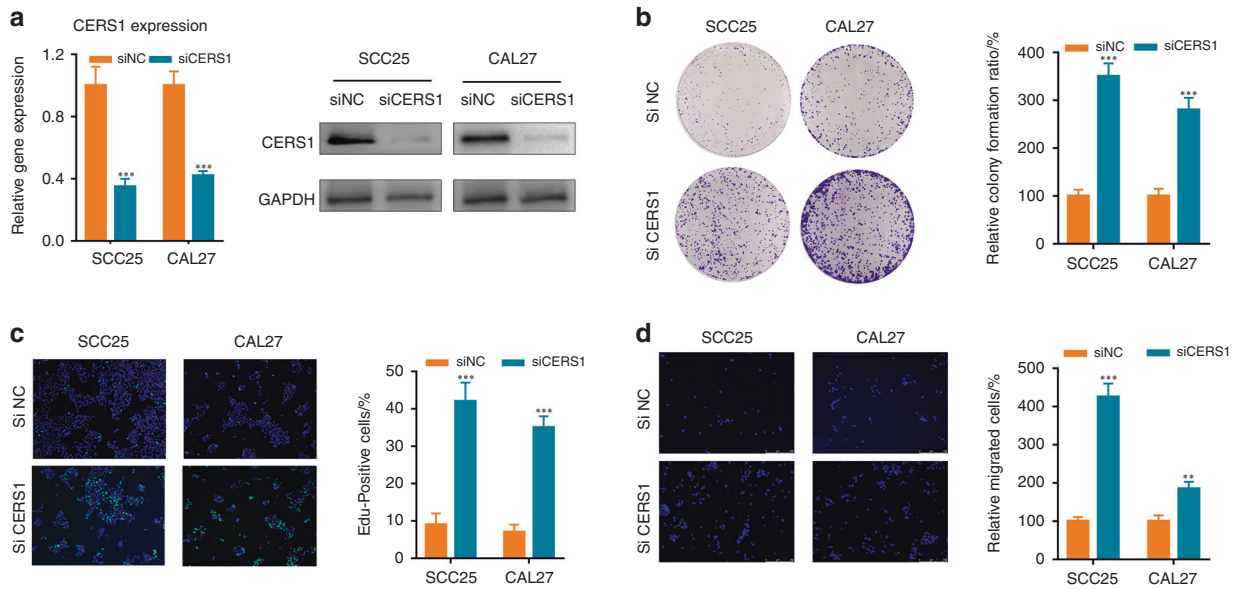 a
CERS1 expression
siNC siCERS1
Relative gene expression
1.2
0.8
0.4
0.0
***
***
SCC25 CAL27
SCC25 CAL27
siNC siCERS1 siNC siCERS1
CERS1
GAPDH
b
SCC25 CAL27
Si NC
Si CERS1
siNC siCERS1
Relative colony formation ratio/%
400
300
200
100
0
***
***
SCC25 CAL27
c
SCC25 CAL27
Si NC
Si CERS1
siNC siCERS1
Edu-Positive cells/%
50
40
30
20
10
0
***
***
SCC25 CAL27
d
SCC25 CAL27
Si NC
Si CERS1
siNC siCERS1
Relative migrated cells/%
500
400
300
200
100
0
***
**
SCC25 CAL27